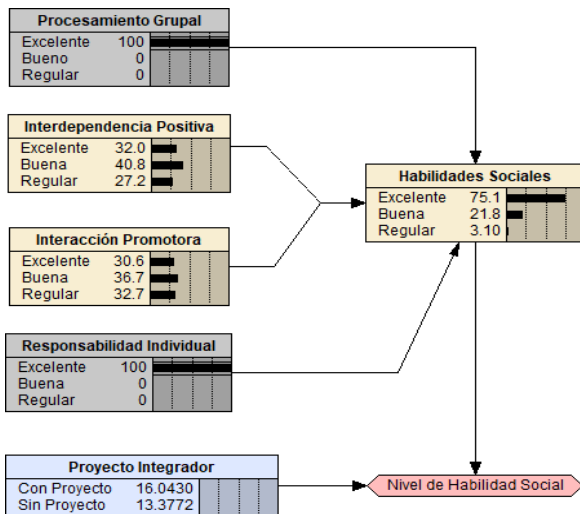 Procesamiento Grupal
Excelente 100
Bueno 0
Regular 0
Interdependencia Positiva
Excelente 32.0
Buena 40.8
Regular 27.2
Habilidades Sociales
Excelente 75.1
Buena 21.8
Regular 3.10
Interacción Promotora
Excelente 30.6
Buena 36.7
Regular 32.7
Responsabilidad Individual
Excelente 100
Buena 0
Regular 0
Proyecto Integrador
Con Proyecto 16.0430
Sin Proyecto 13.3772
Nivel de Habilidad Social